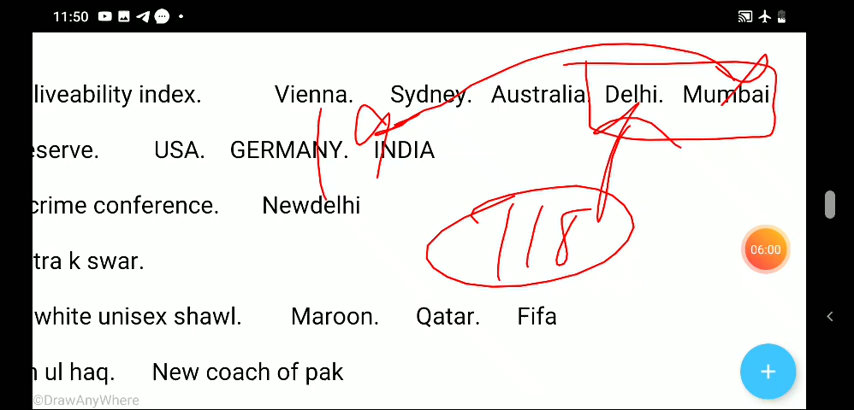 11:50
liveability index. Vienna. Sydney. Australia. Delhi. Mumbai
eserve. USA. GERMANY. INDIA
crime conference. Newdelhi
118
06:00
tra k swar.
white unisex shawl. Maroon. Qatar. Fifa
ul haq. New coach of pak
©DrawAnyWhere